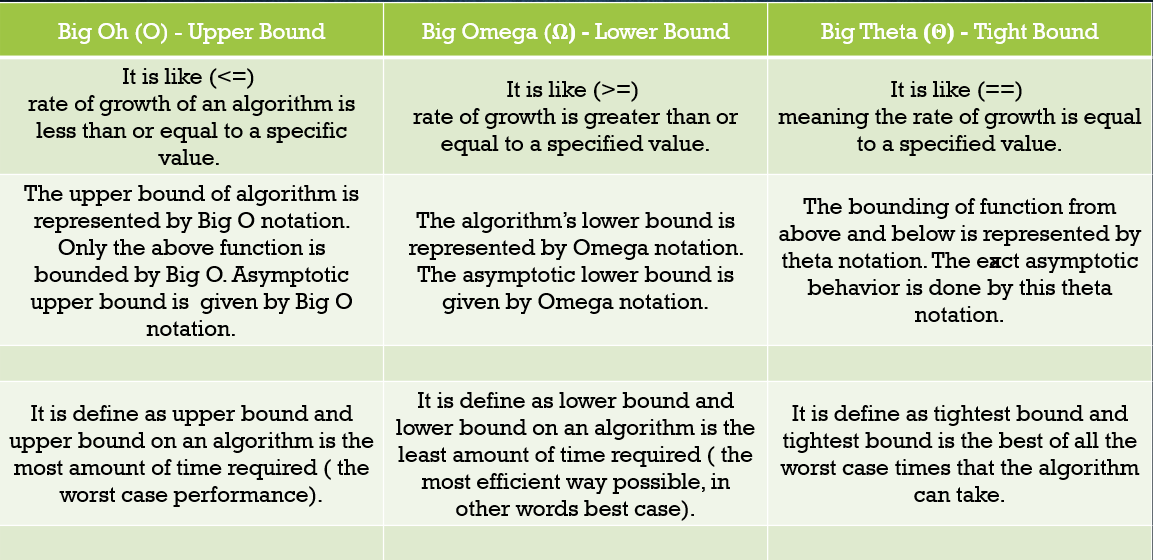 Big Oh (O) - Upper Bound
Big Omega (Ω) - Lower Bound
Big Theta (Θ) - Tight Bound
It is like (<=)
rate of growth of an algorithm is
less than or equal to a specific
value.
It is like (>=)
rate of growth is greater than or
equal to a specified value.
It is like (==)
meaning the rate of growth is equal
to a specified value.
The upper bound of algorithm is
represented by Big O notation.
Only the above function is
bounded by Big O. Asymptotic
upper bound is given by Big O
notation.
The algorithm’s lower bound is
represented by Omega notation.
The asymptotic lower bound is
given by Omega notation.
The bounding of function from
above and below is represented by
theta notation. The exact asymptotic
behavior is done by this theta
notation.
It is define as upper bound and
upper bound on an algorithm is the
most amount of time required ( the
worst case performance).
It is define as lower bound and
lower bound on an algorithm is the
least amount of time required ( the
most efficient way possible, in
other words best case).
It is define as tightest bound and
tightest bound is the best of all the
worst case times that the algorithm
can take.